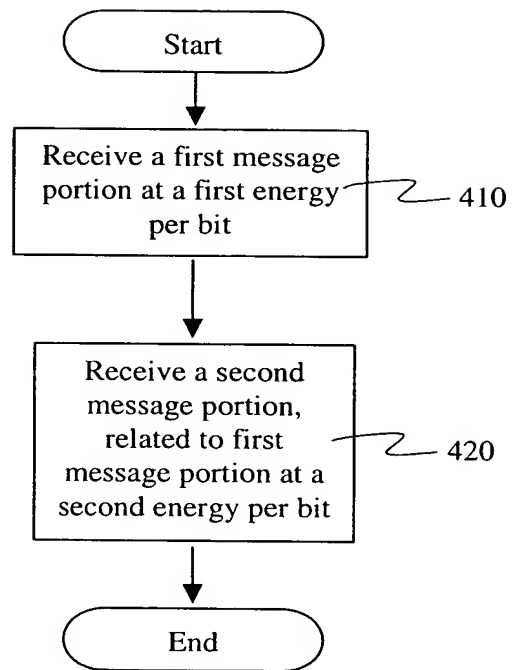 Start
Receive a first message
portion at a first energy
per bit
410
Receive a second
message portion,
related to first
message portion at a
second energy per bit
420
End